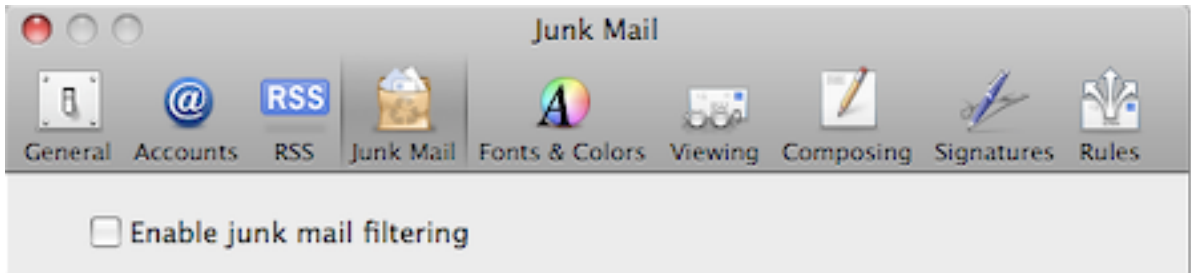 Junk Mail
RSS
General Accounts RSS Junk Mail Fonts & Colors Viewing Composing Signatures Rules
Enable junk mail filtering